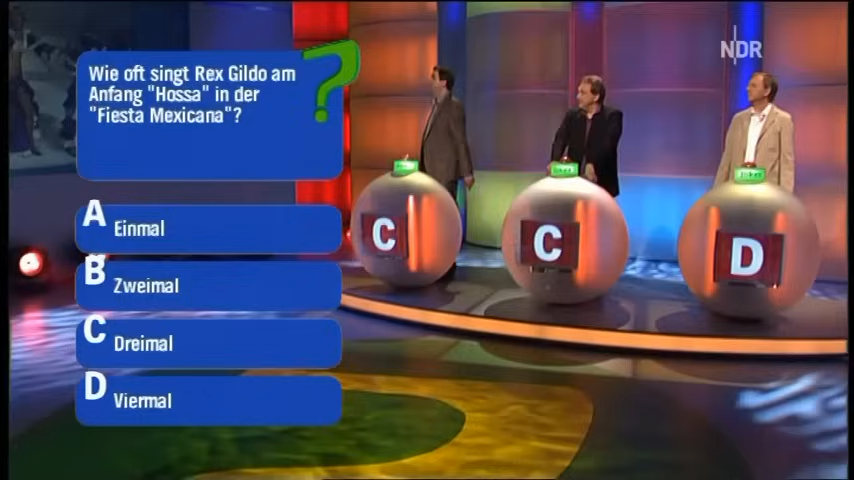 NDR
Wie oft singt Rex Gildo am
Anfang "Hossa" in der
"Fiesta Mexicana"?
?
A Einmal
B Zweimal
C Dreimal
D Viermal
C
C
D